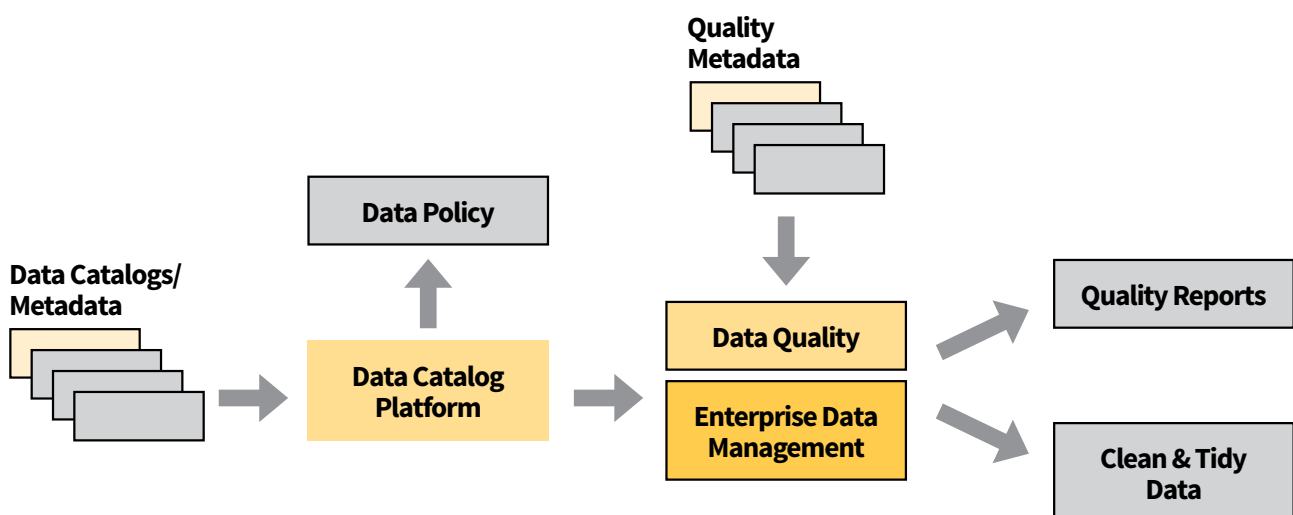 Quality
Metadata
Data Policy
Data Catalogs/
Metadata
Data Catalog
Platform
Data Quality
Enterprise Data
Management
Quality Reports
Clean & Tidy
Data